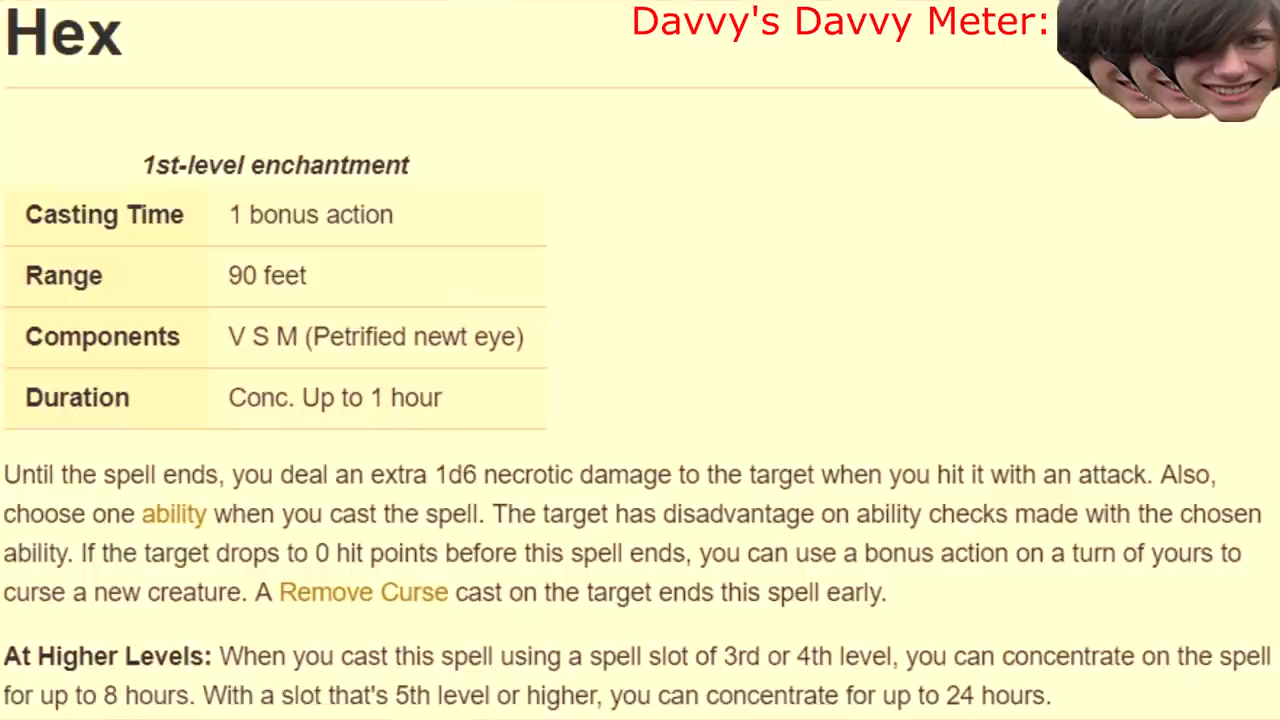 Hex
Davvy's Davvy Meter:
1st-level enchantment
Casting Time 1 bonus action
Range 90 feet
Components V S M (Petrified newt eye)
Duration Conc. Up to 1 hour
Until the spell ends, you deal an extra 1d6 necrotic damage to the target when you hit it with an attack. Also,
choose one ability when you cast the spell. The target has disadvantage on ability checks made with the chosen
ability. If the target drops to 0 hit points before this spell ends, you can use a bonus action on a turn of yours to
curse a new creature. A Remove Curse cast on the target ends this spell early.
At Higher Levels: When you cast this spell using a spell slot of 3rd or 4th level, you can concentrate on the spell
for up to 8 hours. With a slot that's 5th level or higher, you can concentrate for up to 24 hours.